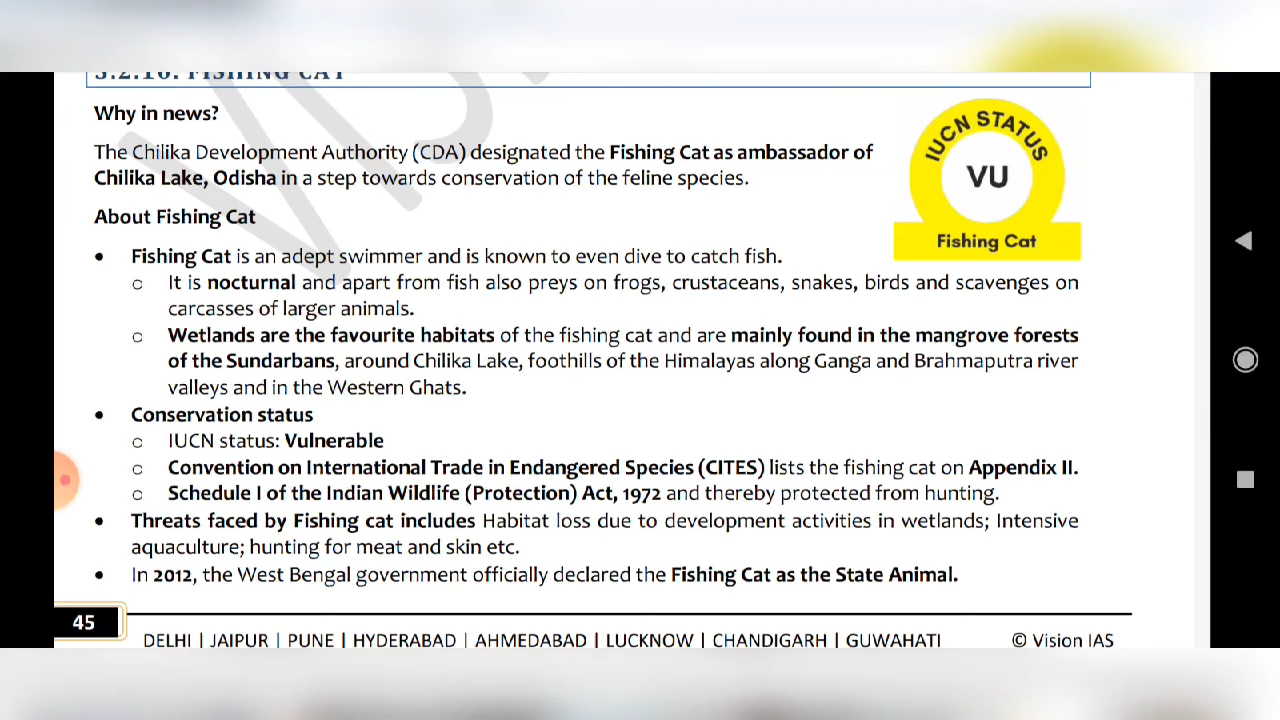 3.2.10. FISHING CAT
Why in news?
The Chilika Development Authority (CDA) designated the Fishing Cat as ambassador of
Chilika Lake, Odisha in a step towards conservation of the feline species.
IUCN STATUS
VU
Fishing Cat
About Fishing Cat
• Fishing Cat is an adept swimmer and is known to even dive to catch fish.
o It is nocturnal and apart from fish also preys on frogs, crustaceans, snakes, birds and scavenges on
carcasses of larger animals.
o Wetlands are the favourite habitats of the fishing cat and are mainly found in the mangrove forests
of the Sundarbans, around Chilika Lake, foothills of the Himalayas along Ganga and Brahmaputra river
valleys and in the Western Ghats.
• Conservation status
o IUCN status: Vulnerable
o Convention on International Trade in Endangered Species (CITES) lists the fishing cat on Appendix II.
o Schedule I of the Indian Wildlife (Protection) Act, 1972 and thereby protected from hunting.
• Threats faced by Fishing cat includes Habitat loss due to development activities in wetlands; Intensive
aquaculture; hunting for meat and skin etc.
• In 2012, the West Bengal government officially declared the Fishing Cat as the State Animal.
45
DELHI | JAIPUR | PUNE | HYDERABAD | AHMEDABAD | LUCKNOW | CHANDIGARH | GUWAHATI © Vision IAS